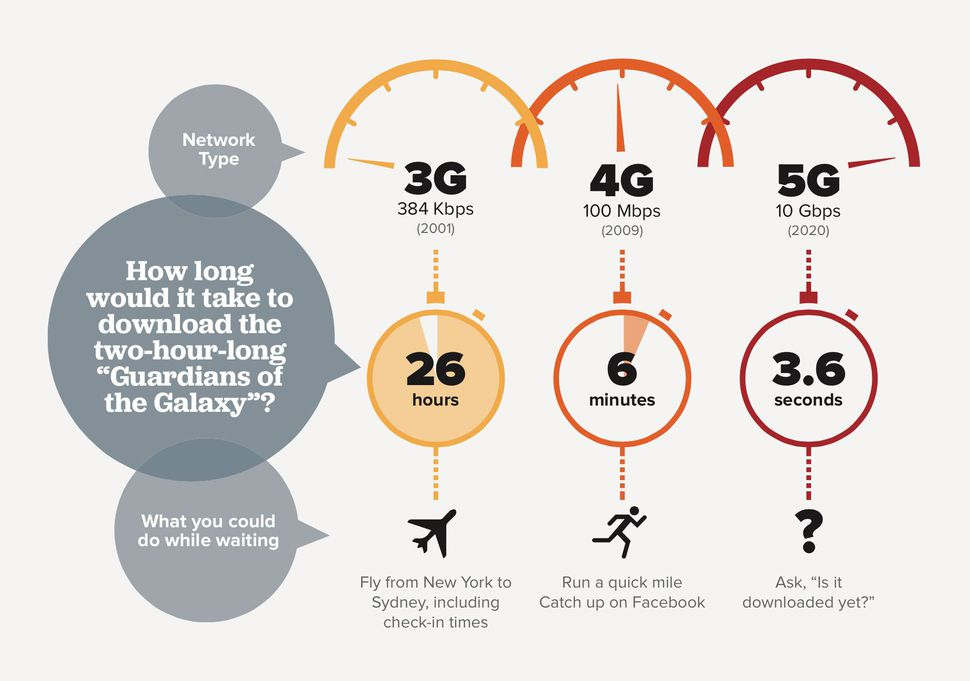 Network
Type
3G
384 Kbps
(2001)
4G
100 Mbps
(2009)
5G
10 Gbps
(2020)
How long
would it take to
download the
two-hour-long
“Guardians of
the Galaxy”?
26
hours
6
minutes
3.6
seconds
What you could
do while waiting
Fly from New York to
Sydney, including
check-in times
Run a quick mile
Catch up on Facebook
Ask, “Is it
downloaded yet?”
?